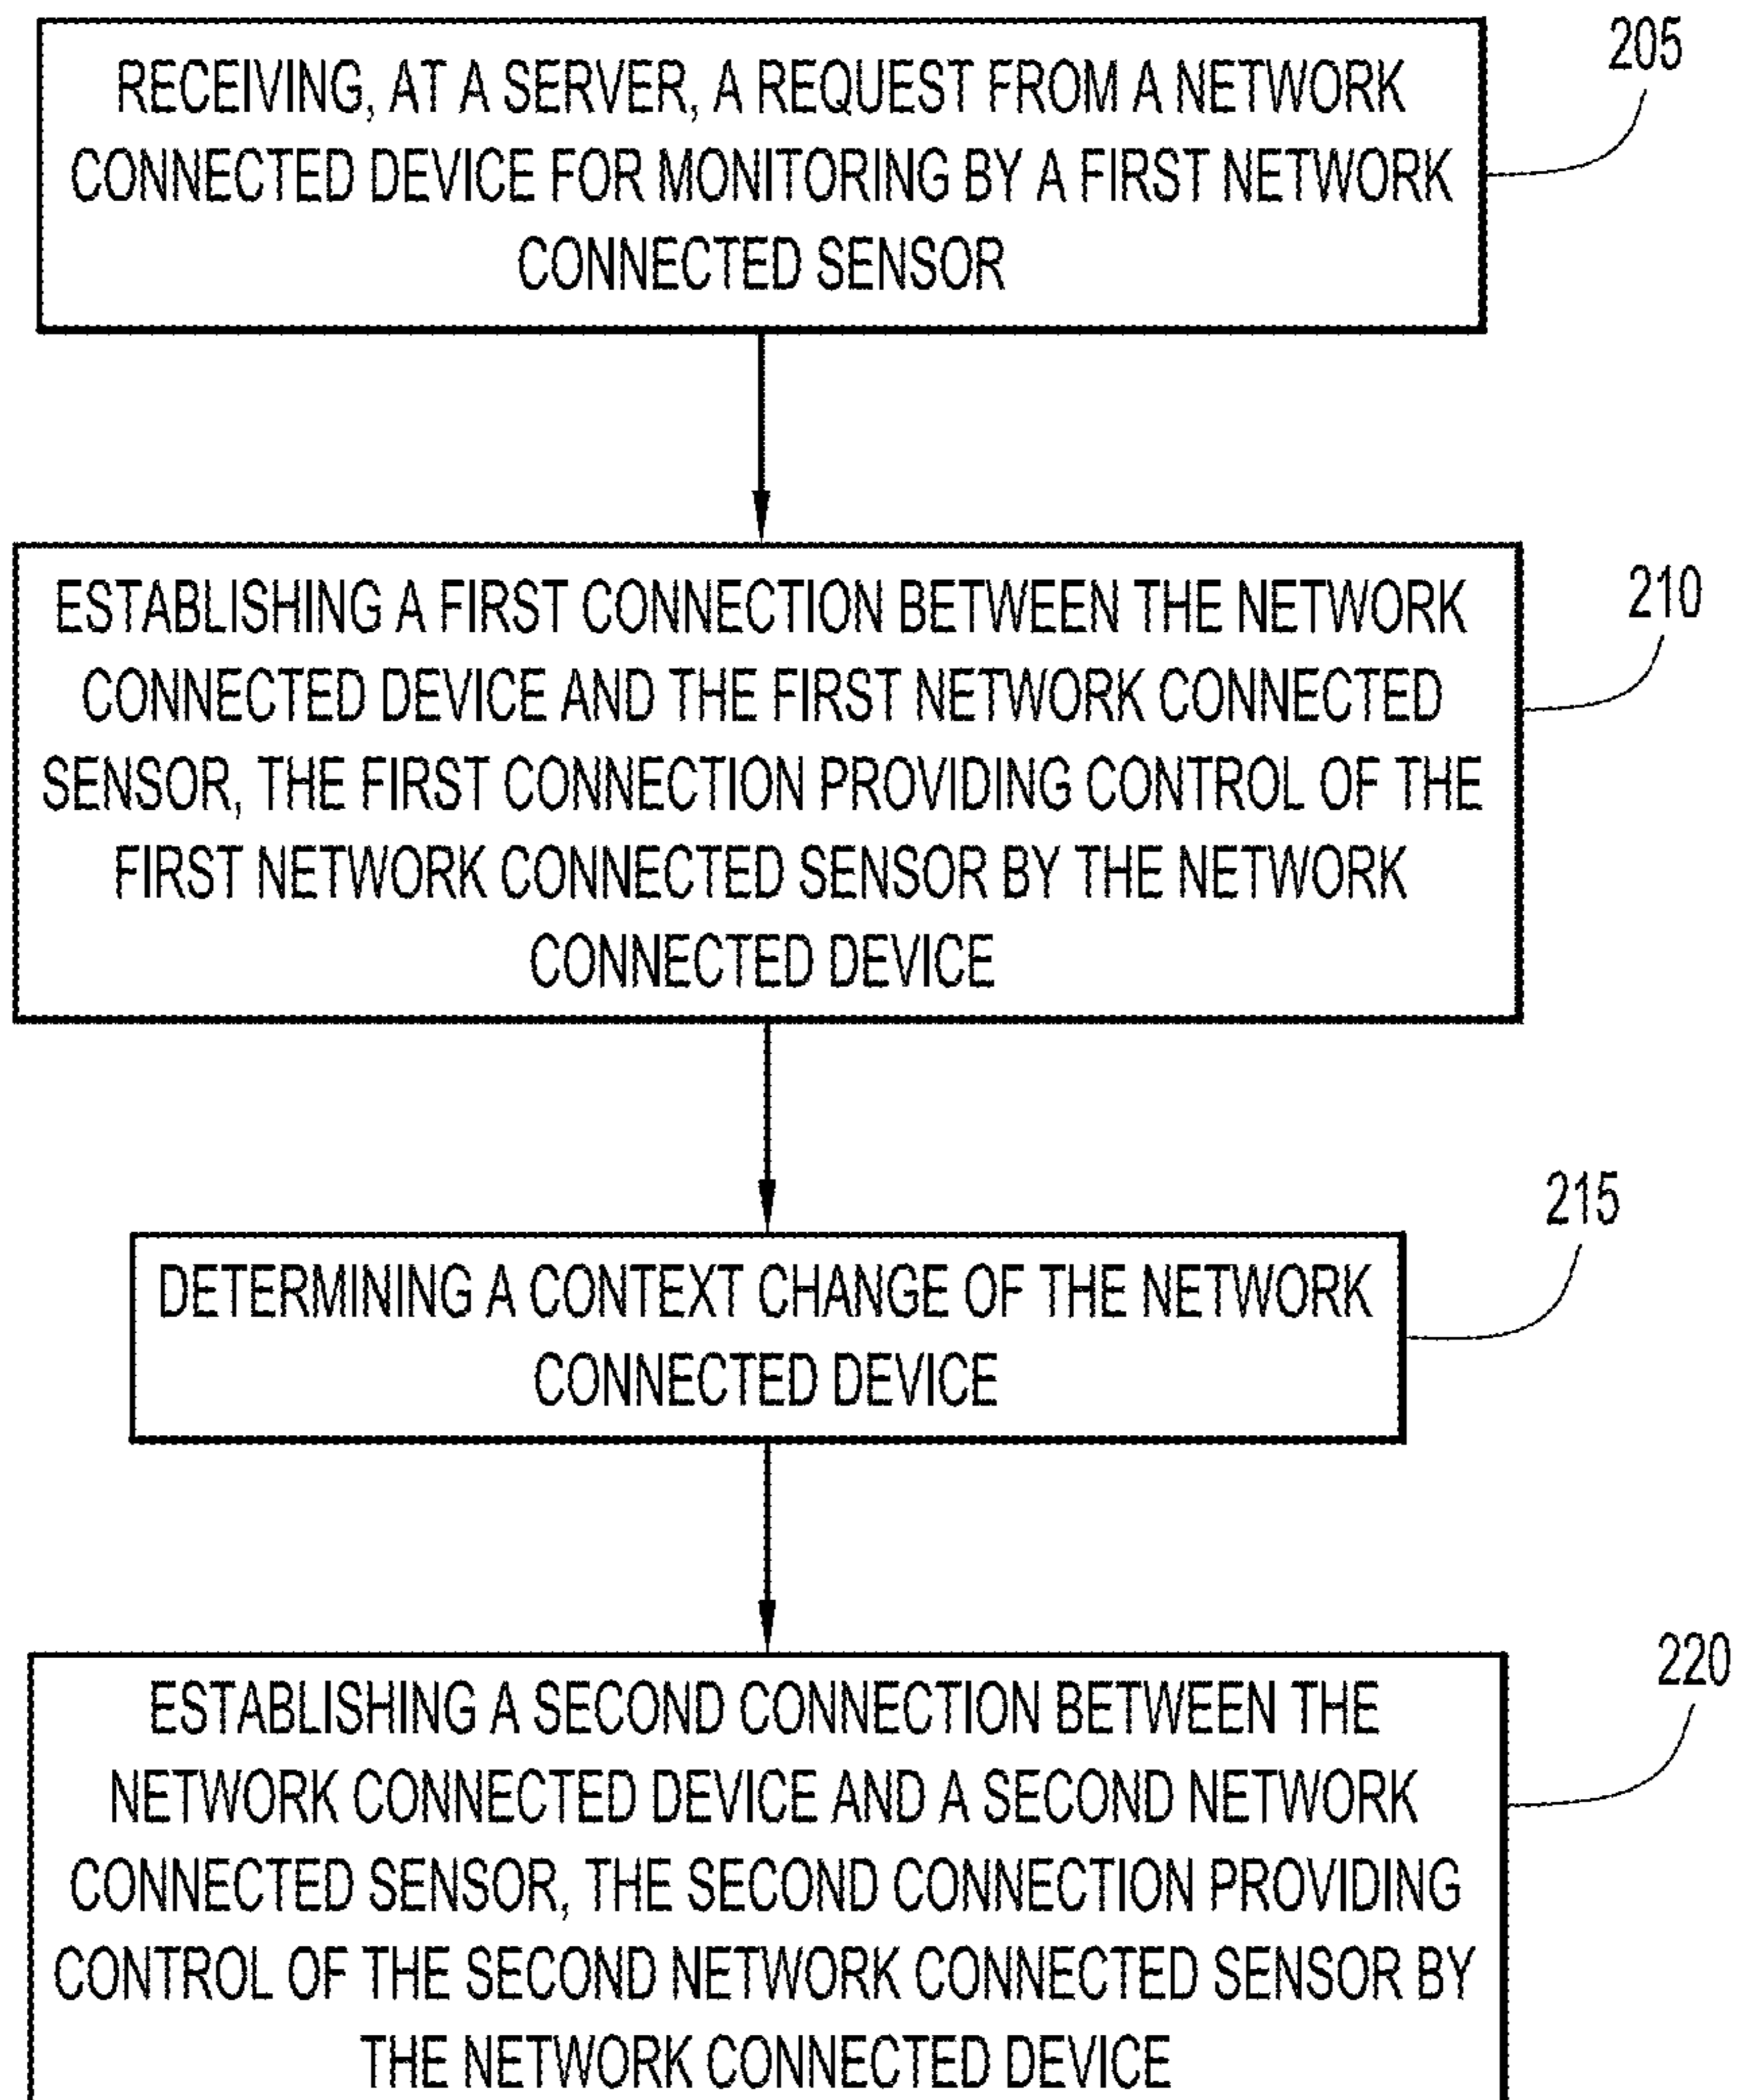 RECEIVING, AT A SERVER, A REQUEST FROM A NETWORK
CONNECTED DEVICE FOR MONITORING BY A FIRST NETWORK
CONNECTED SENSOR
205
ESTABLISHING A FIRST CONNECTION BETWEEN THE NETWORK
CONNECTED DEVICE AND THE FIRST NETWORK CONNECTED
SENSOR, THE FIRST CONNECTION PROVIDING CONTROL OF THE
FIRST NETWORK CONNECTED SENSOR BY THE NETWORK
CONNECTED DEVICE
210
DETERMINING A CONTEXT CHANGE OF THE NETWORK
CONNECTED DEVICE
215
ESTABLISHING A SECOND CONNECTION BETWEEN THE
NETWORK CONNECTED DEVICE AND A SECOND NETWORK
CONNECTED SENSOR, THE SECOND CONNECTION PROVIDING
CONTROL OF THE SECOND NETWORK CONNECTED SENSOR BY
THE NETWORK CONNECTED DEVICE
220